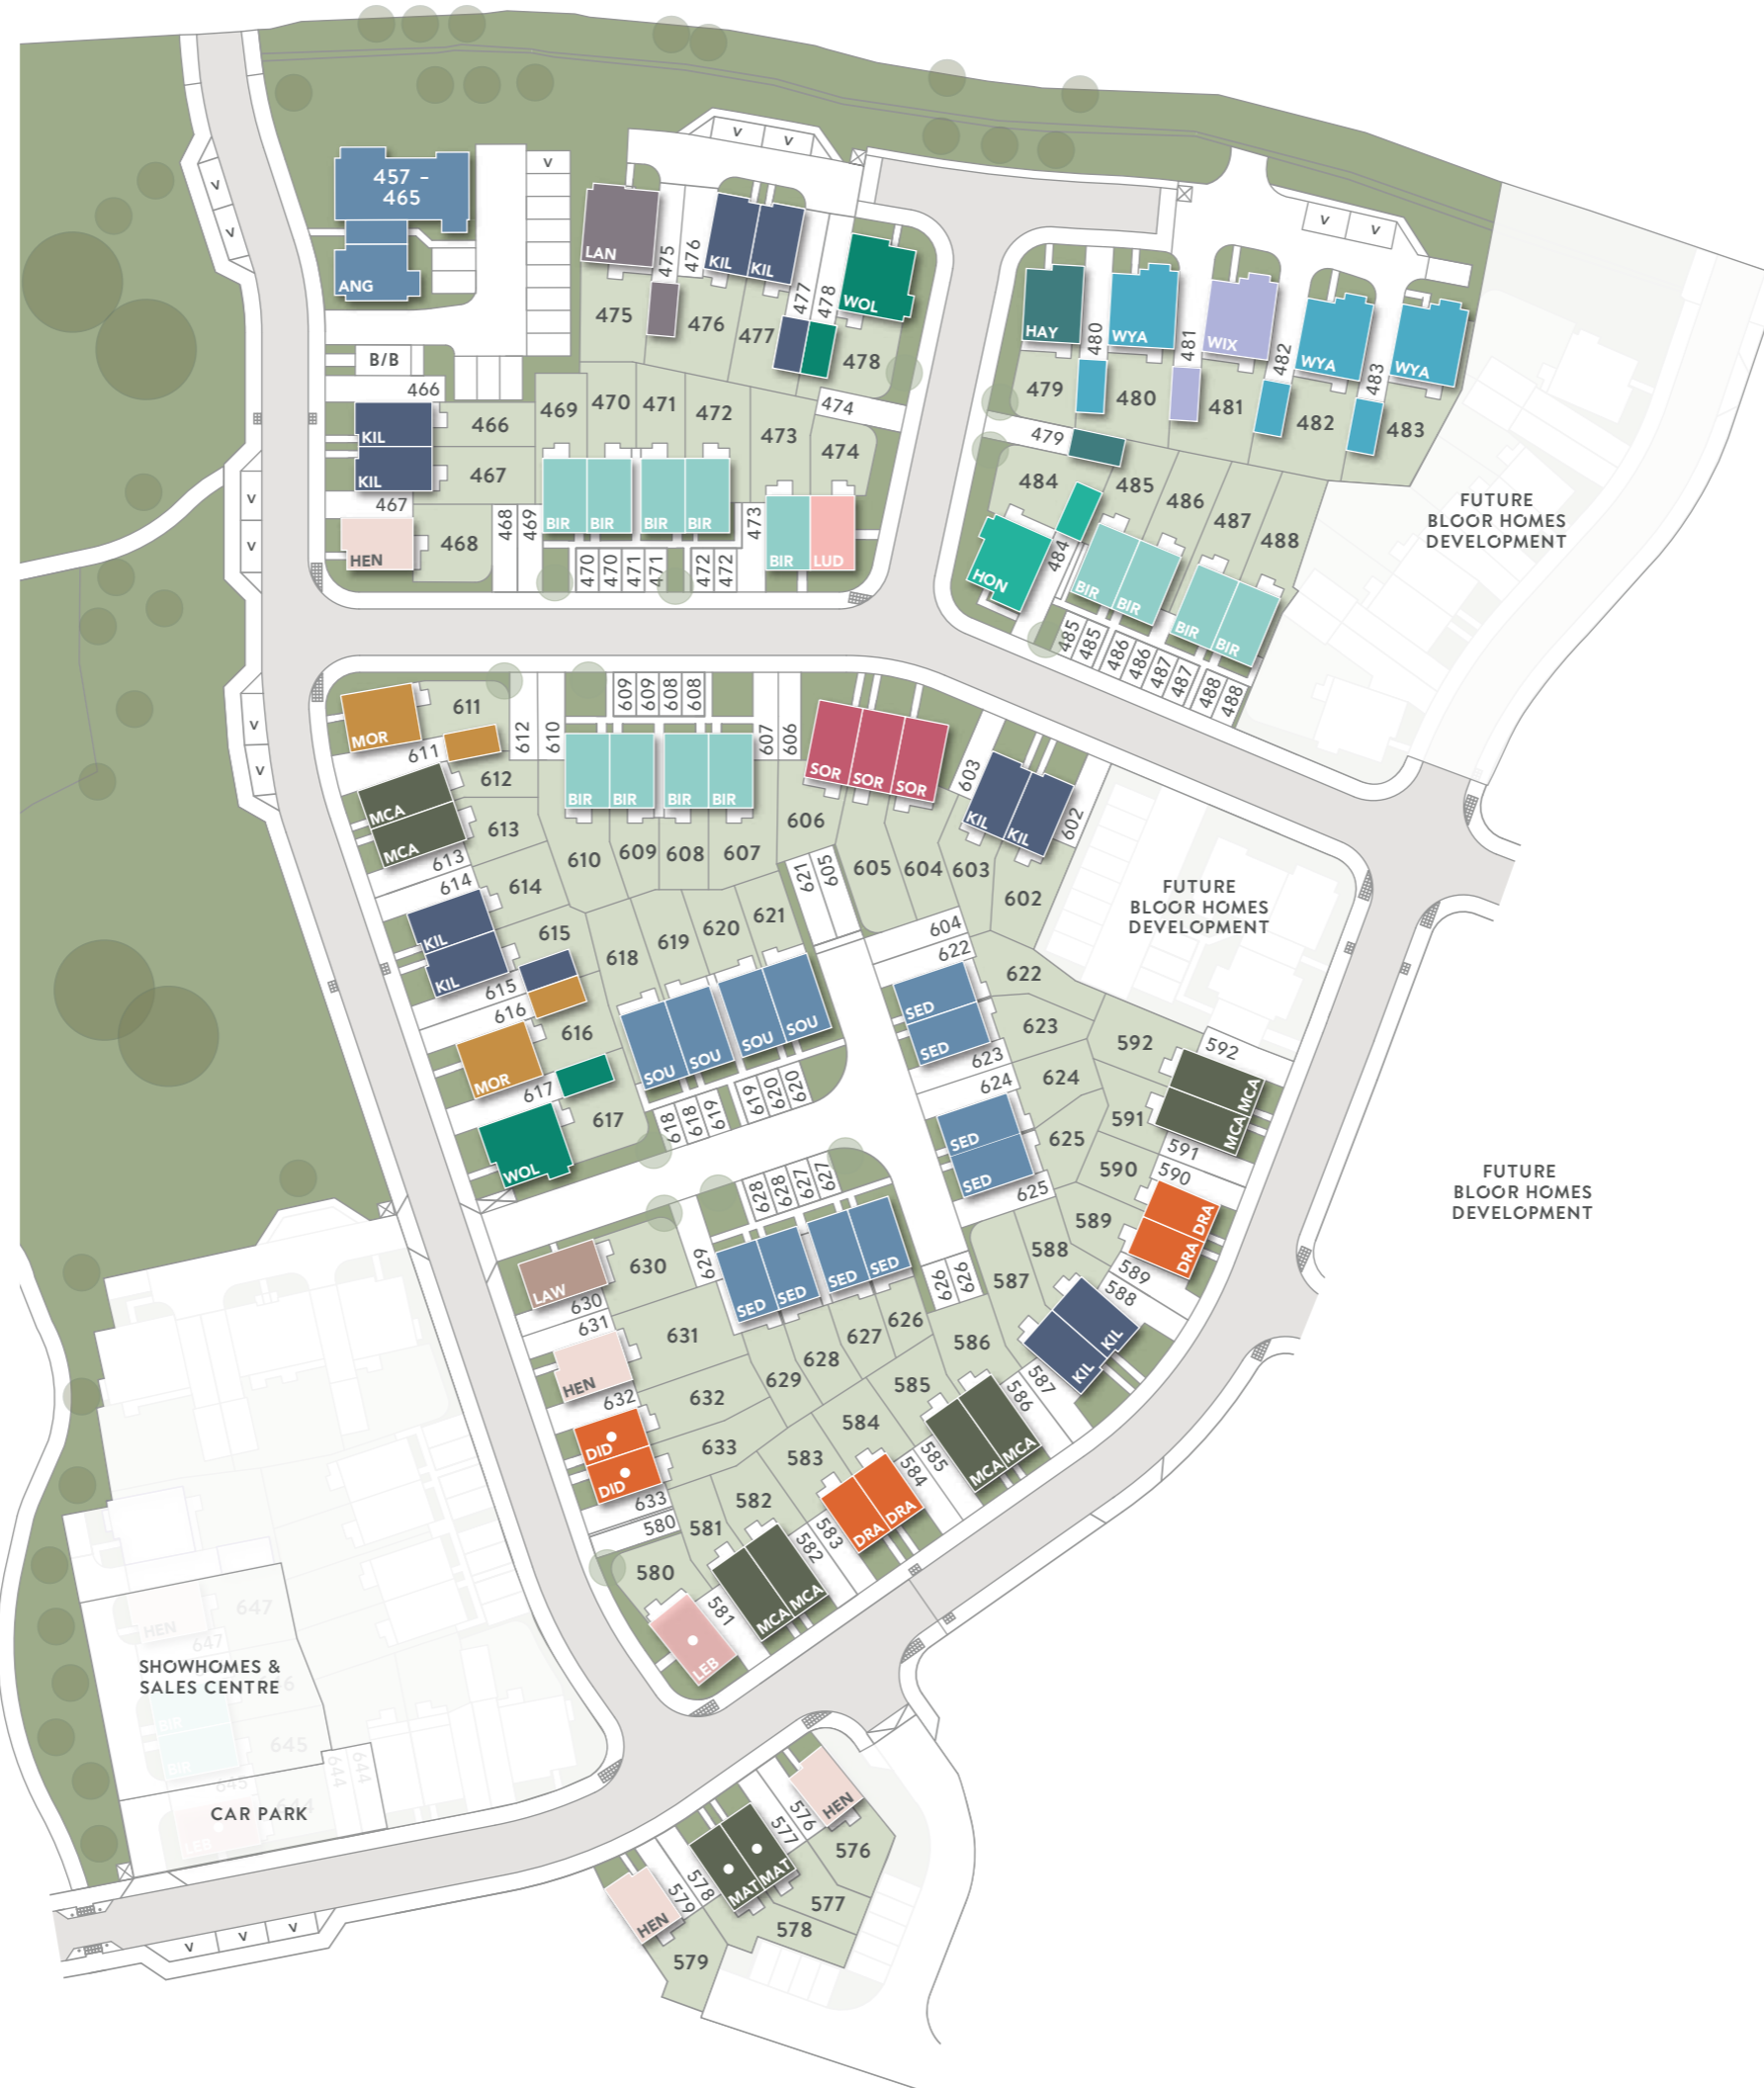 V
V
V
V
V
457 –
465
ANG
LAN
475
476
KIL
KIL
477
478
WOL
475
476
477
478
B/B
466
KIL
466
KIL
467
467
HEN
468
468
469
469
470
471
472
473
474
474
BIR
BIR
BIR
BIR
473
BIR
LUD
470
470
471
471
472
472
V
V
V
V
HAY
480
WYA
481
WIX
482
WYA
483
WYA
479
480
481
482
483
479
484
485
486
487
488
HON
484
BIR
BIR
BIR
BIR
485
485
486
486
487
487
488
488
FUTURE
BLOOR HOMES
DEVELOPMENT
V
V
MOR
611
611
612
610
609
609
608
608
607
606
MCA
612
MCA
613
613
BIR
BIR
BIR
BIR
610
609
608
607
SOR
SOR
SOR
606
605
604
603
603
KIL
KIL
602
602
621
605
614
614
KIL
KIL
615
615
616
616
MOR
617
617
WOL
618
619
620
621
SOU
SOU
SOU
SOU
618
618
619
619
620
620
604
622
SED
SED
622
623
623
624
624
SED
SED
625
625
FUTURE
BLOOR HOMES
DEVELOPMENT
592
592
MCA
MCA
591
591
590
590
DRA
DRA
589
589
588
588
KIL
KIL
587
587
586
586
FUTURE
BLOOR HOMES
DEVELOPMENT
628
628
627
627
629
SED
SED
SED
SED
626
626
626
627
628
629
LAW
630
630
631
631
HEN
632
632
DID
DID
633
633
580
580
581
581
LEB
582
582
MCA
MCA
583
583
DRA
DRA
584
584
585
585
MCA
MCA
HEN
647
647
SHOWHOMES &
SALES CENTRE
BIR
BIR
645
645
644
644
CAR PARK
LEB
V
V
V
HEN
576
576
577
577
MAT
MAT
578
578
579
579
HEN